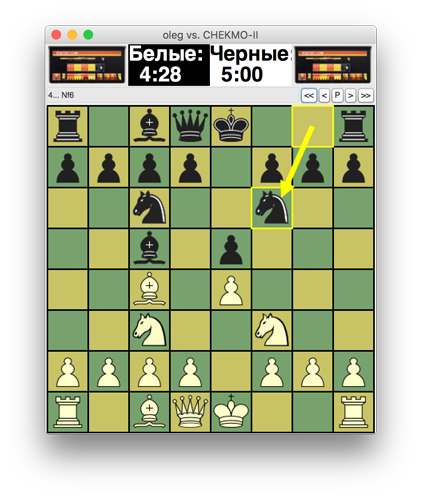 oleg vs. CHEKMO-II
Белые: Черные:
4:28 5:00
4... Nf6 << < P > >>